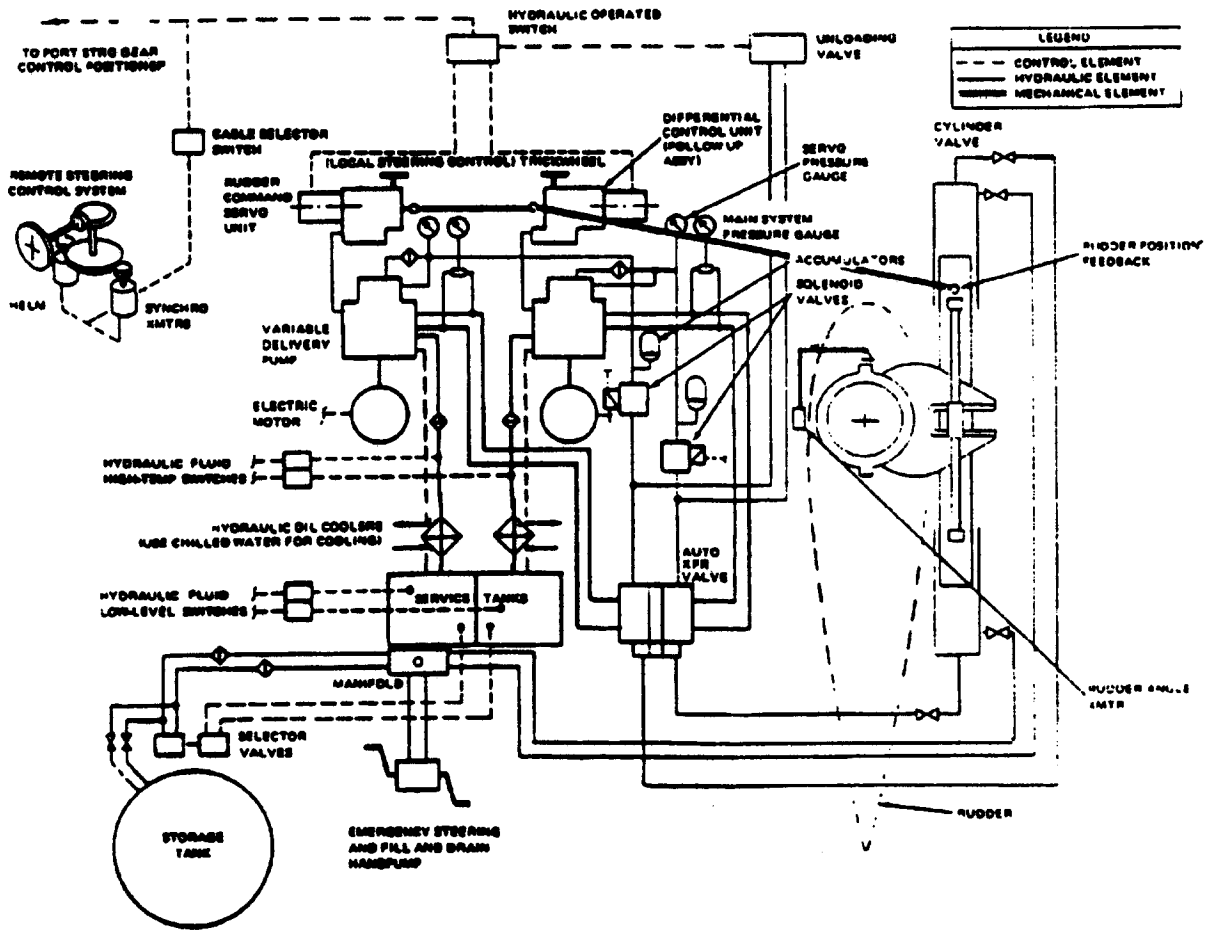 HYDRAULIC OPERATED
SWITCH
TO PORT STRG GEAR
CONTROL POSITIONER
UNLOADING
VALVE
LEGEND
CONTROL ELEMENT
HYDRAULIC ELEMENT
MECHANICAL ELEMENT
CABLE SELECTOR
SWITCH
DIFFERENTIAL
CONTROL UNIT
(FOLLOW UP
ASSY)
CYLINDER
VALVE
(LOCAL STEERING CONTROL) TRICKWHEEL
SERVO
PRESSURE
GAUGE
REMOTE STEERING
CONTROL SYSTEM
RUDDER
COMMAND
SERVO
UNIT
MAIN SYSTEM
PRESSURE GAUGE
RUDDER POSITION
FEEDBACK
ACCUMULATORS
SOLENOID
VALVES
HELM
SYNCHRO
XMTRS
VARIABLE
DELIVERY
PUMP
ELECTRIC
MOTOR
HYDRAULIC FLUID
HIGH-TEMP SWITCHES
HYDRAULIC OIL COOLERS
(USE CHILLED WATER FOR COOLING)
AUTO
XFR
VALVE
HYDRAULIC FLUID
LOW-LEVEL SWITCHES
SERVICE TANKS
MANIFOLD
SELECTOR
VALVES
RUDDER ANGLE
XMTR
STORAGE
TANK
EMERGENCY STEERING
AND FILL AND DRAIN
HANDPUMP
RUDDER